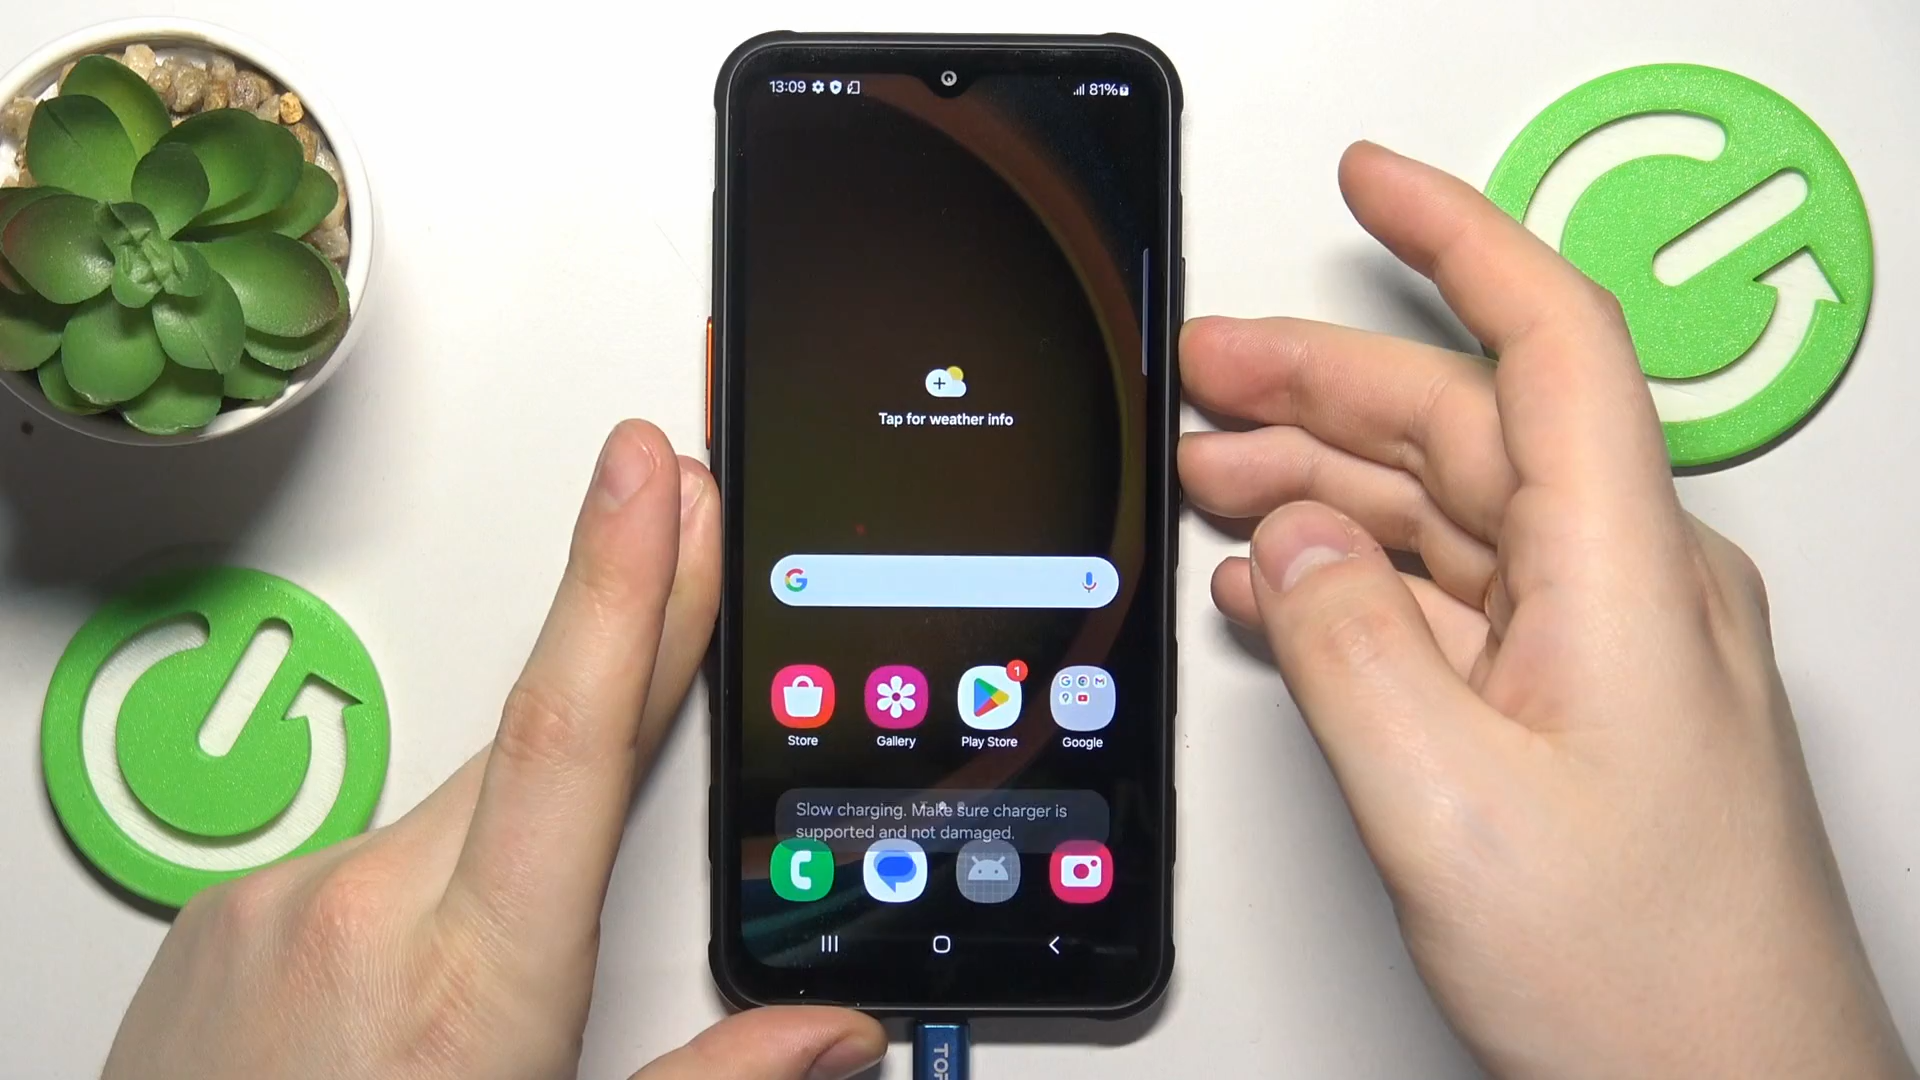 13:09
81%
Tap for weather info
1
Store
Gallery
Play Store
Google
Slow charging. Make sure charger is
supported and not damaged.